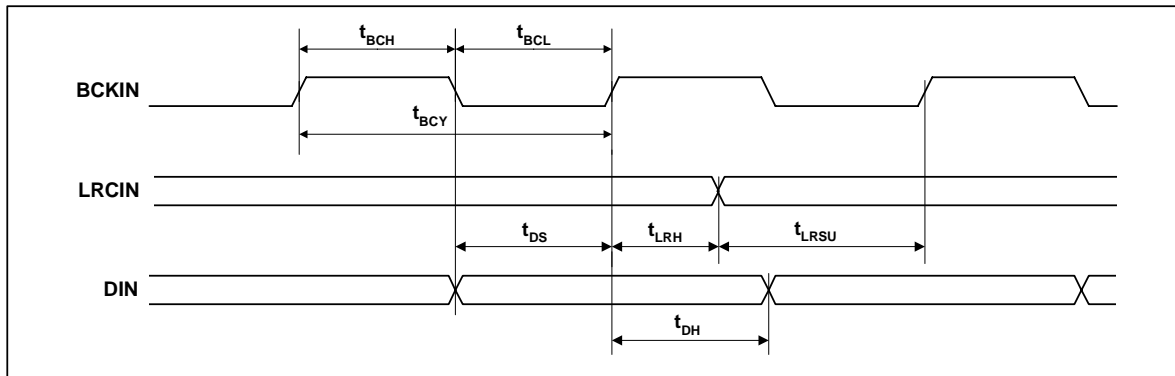 tBCH tBCL
BCKIN
tBCY
LRCIN
tDS tLRH tLRSU
DIN
tDH